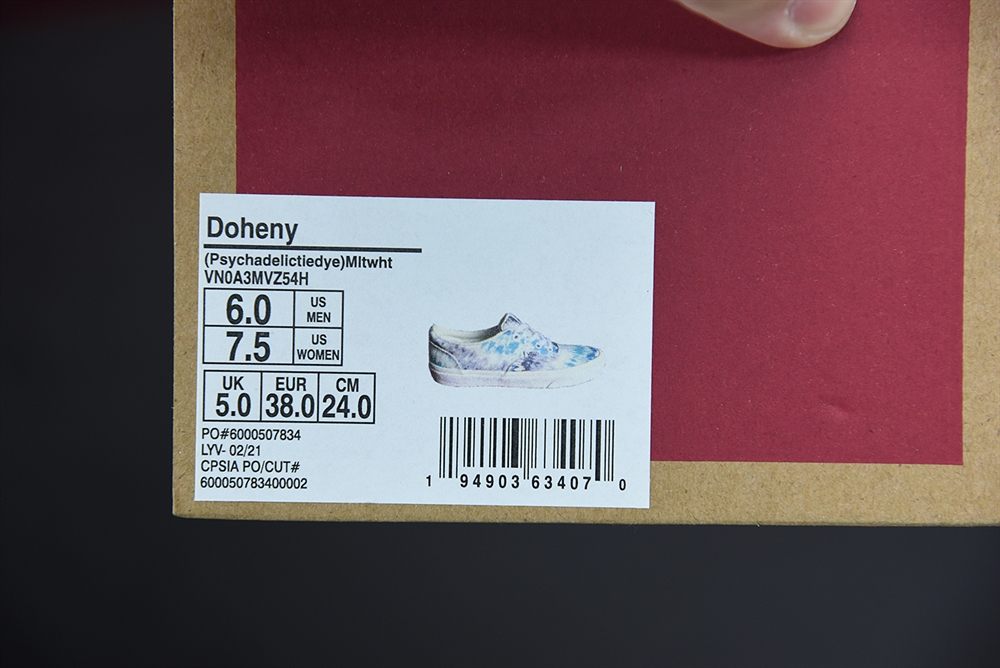 Doheny
(Psychadelictiedye)Mltwht
VN0A3MVZ54H
6.0 US MEN
7.5 US WOMEN
UK EUR CM
5.0 38.0 24.0
PO#6000507834
LYV- 02/21
CPSIA PO/CUT#
600050783400002
1 94903 63407 0